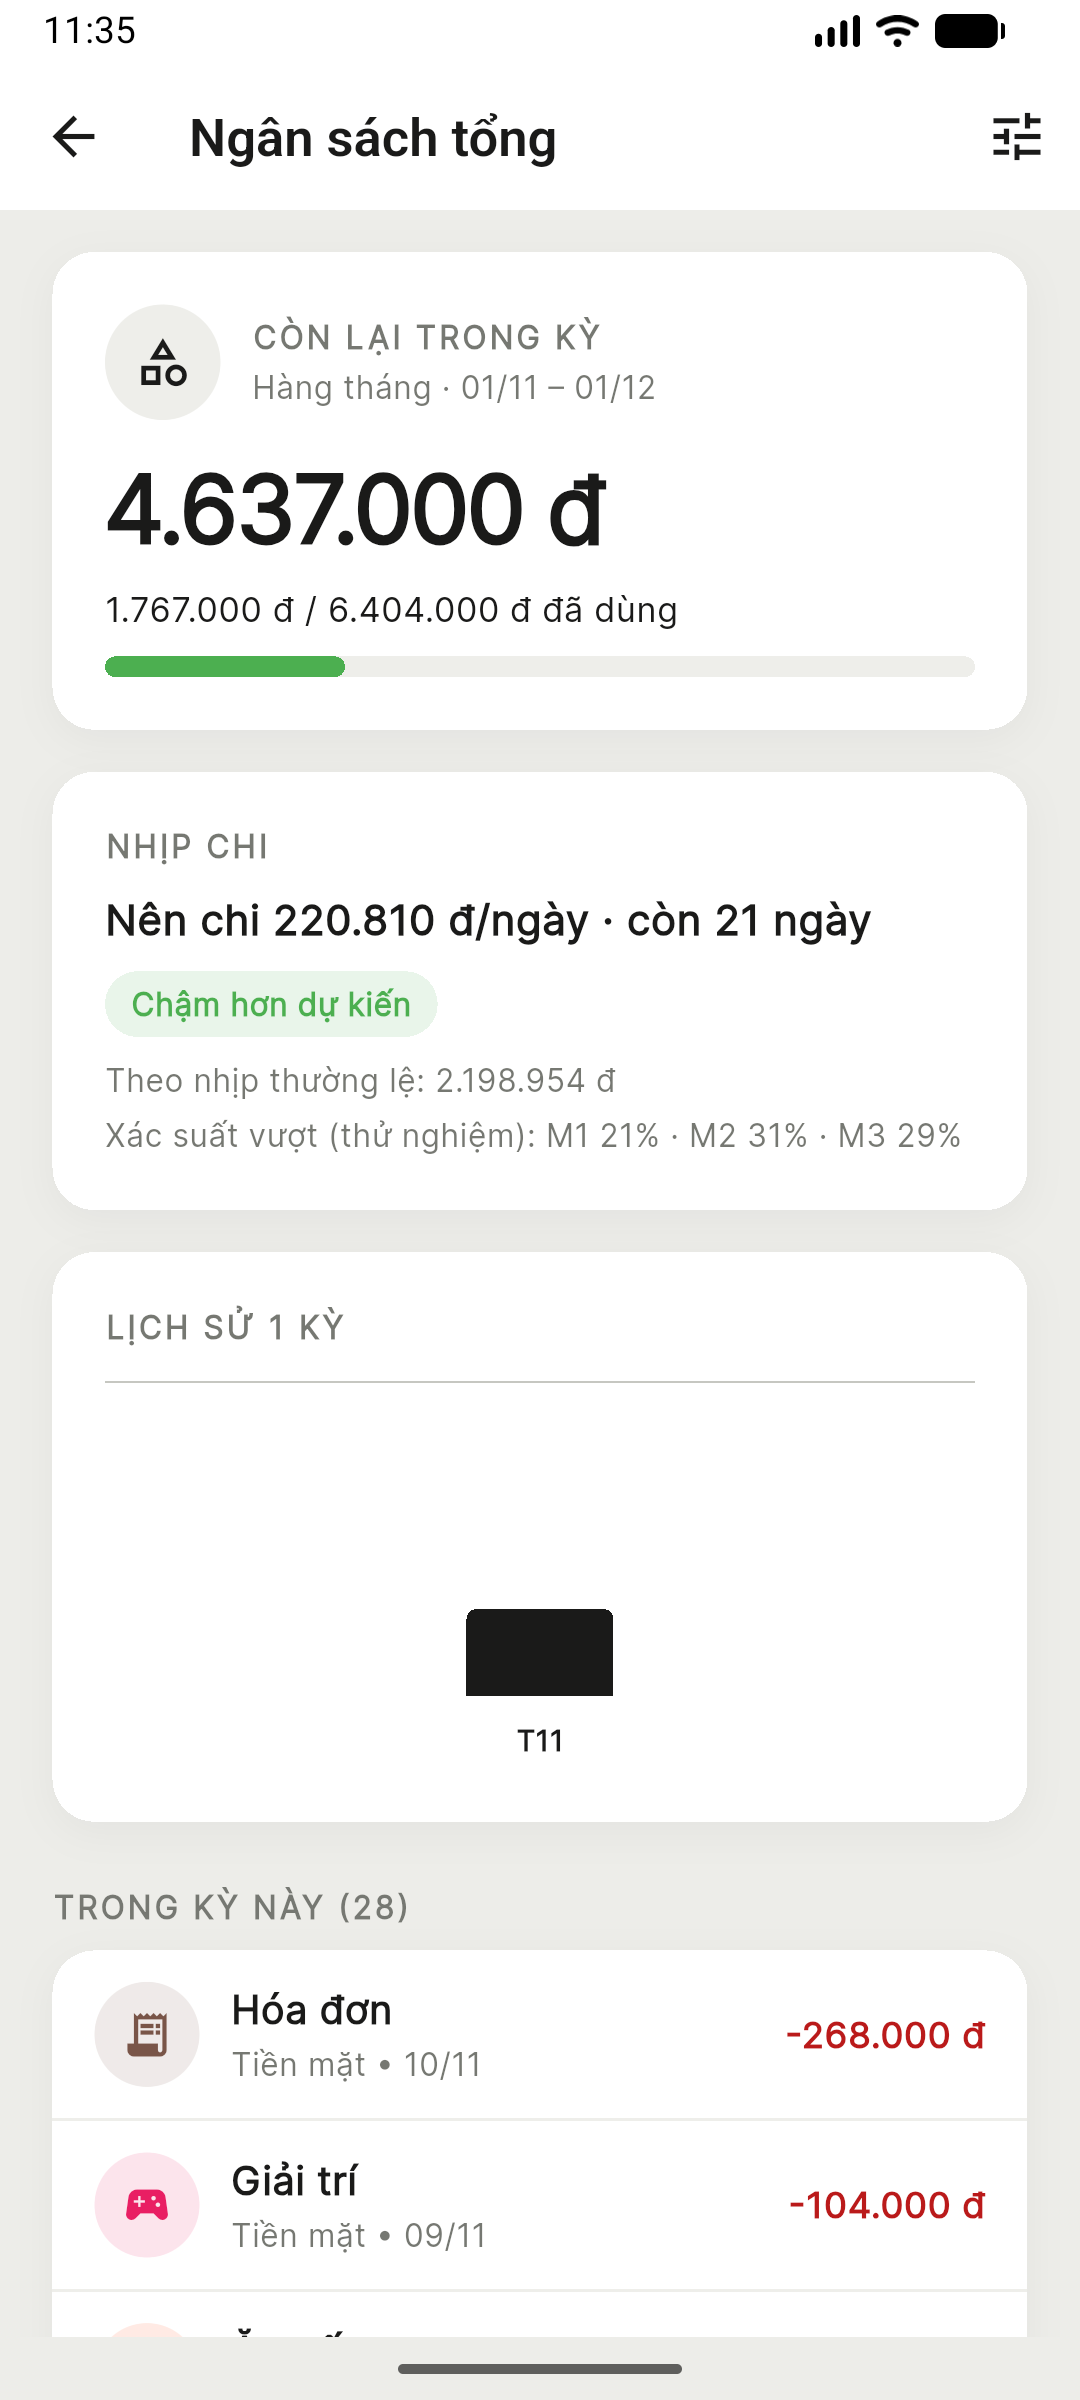 11:35
Ngân sách tổng
CÒN LẠI TRONG KỲ
Hàng tháng · 01/11 – 01/12
4.637.000 đ
1.767.000 đ / 6.404.000 đ đã dùng
NHỊP CHI
Nên chi 220.810 đ/ngày · còn 21 ngày
Chậm hơn dự kiến
Theo nhịp thường lệ: 2.198.954 đ
Xác suất vượt (thử nghiệm): M1 21% · M2 31% · M3 29%
LỊCH SỬ 1 KỲ
T11
TRONG KỲ NÀY (28)
Hóa đơn
-268.000 đ
Tiền mặt • 10/11
Giải trí
-104.000 đ
Tiền mặt • 09/11